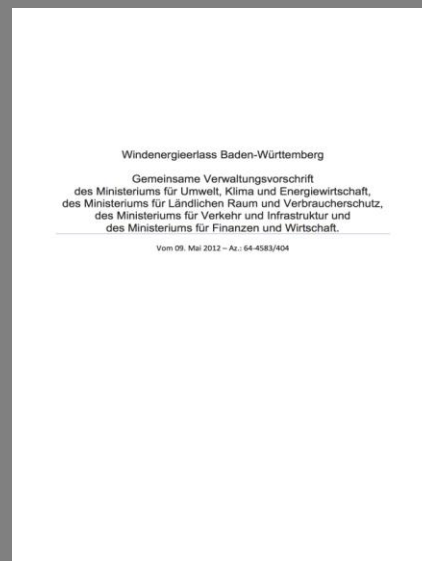 Windenergieerlass Baden-Württemberg
Gemeinsame Verwaltungsvorschrift
des Ministeriums für Umwelt, Klima und Energiewirtschaft,
des Ministeriums für Ländlichen Raum und Verbraucherschutz,
des Ministeriums für Verkehr und Infrastruktur und
des Ministeriums für Finanzen und Wirtschaft.
Vom 09. Mai 2012 – Az.: 64-4583/404